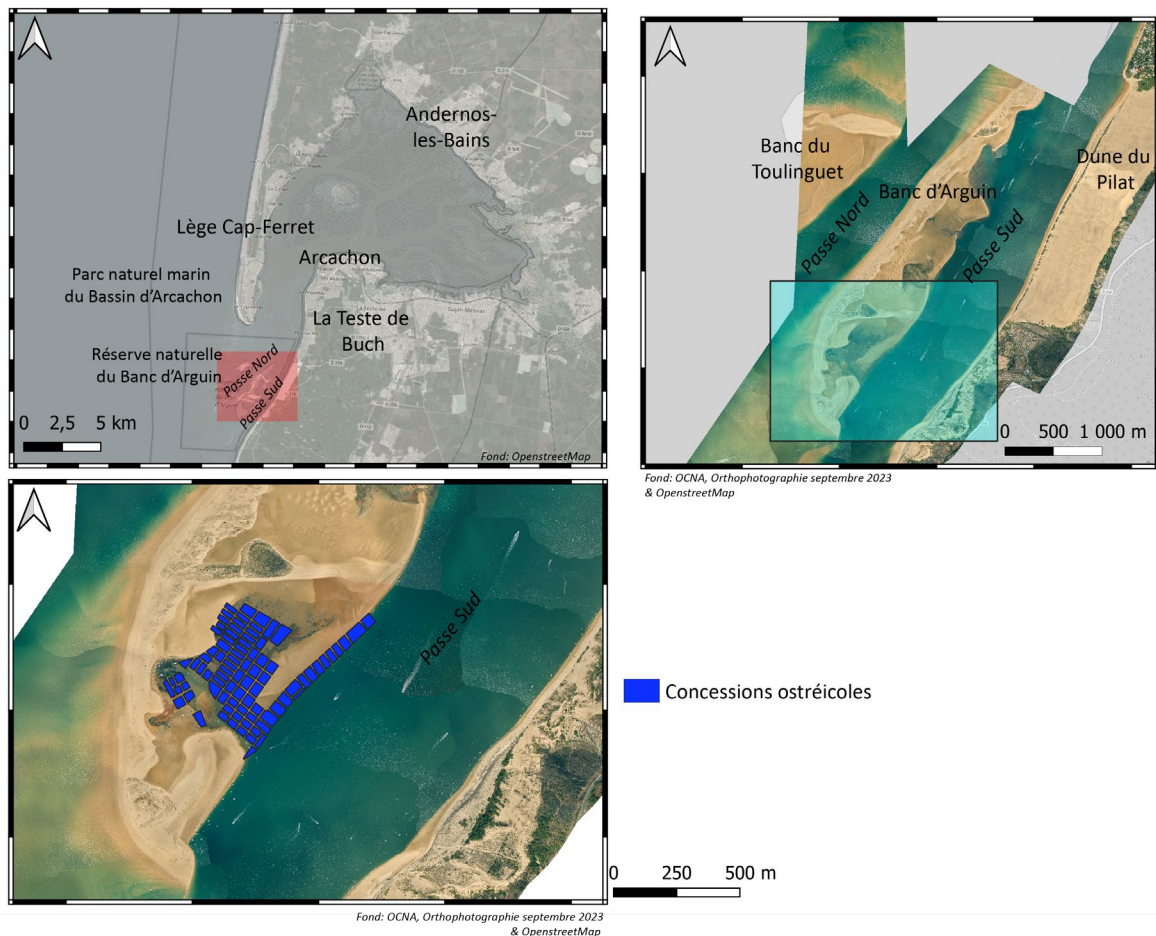 Andernos-
les-Bains
Lège Cap-Ferret
Arcachon
Parc naturel marin
du Bassin d'Arcachon
La Teste de
Buch
Réserve naturelle
du Banc d'Arguin
Passe Nord
Passe Sud
0 2,5 5 km
Fond: OpenstreetMap
Banc du
Toulinguet
Dune du
Pilat
Banc d'Arguin
Passe Nord
Passe Sud
0 500 1 000 m
Fond: OCNA, Orthophotographie septembre 2023
& OpenstreetMap
Passe Sud
Concessions ostréicoles
0 250 500 m
Fond: OCNA, Orthophotographie septembre 2023
& OpenstreetMap